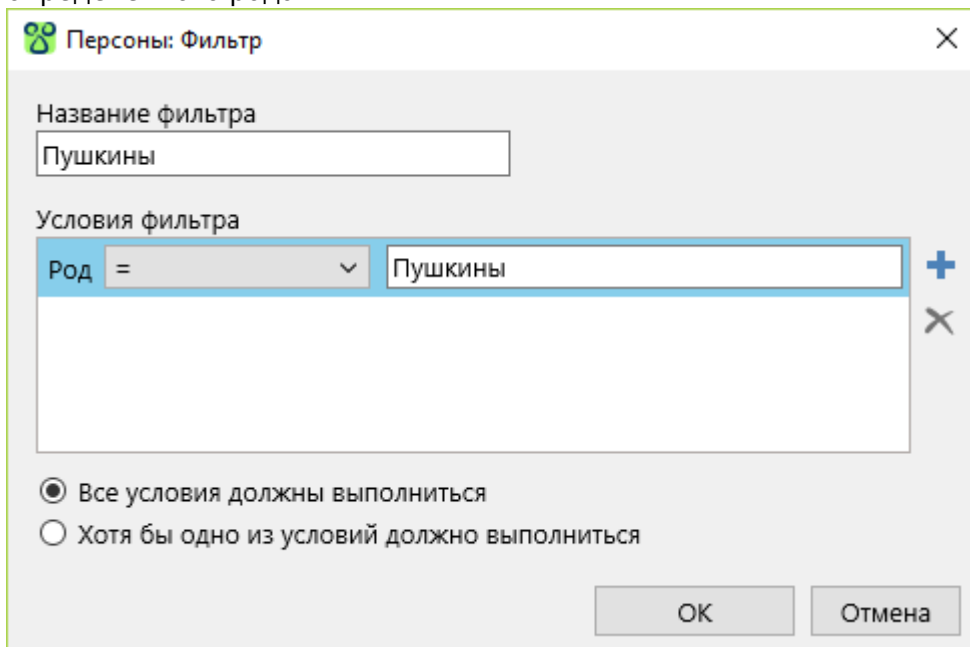 Персоны: Фильтр
Название фильтра
Пушкины
Условия фильтра
Род = Пушкины
Все условия должны выполниться
Хотя бы одно из условий должно выполниться
ОК Отмена